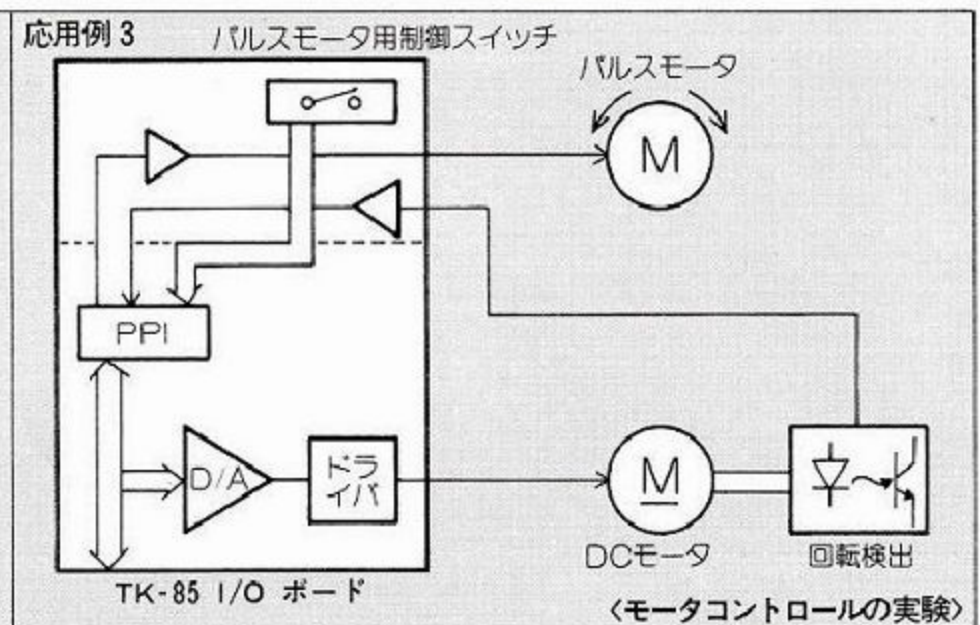 応用例 3
パルスモータ用制御スイッチ
パルスモータ
M
PPI
D/A
ドラ
イバ
M
DCモータ
回転検出
TK-85 I/O ボード
〈モータコントロールの実験〉